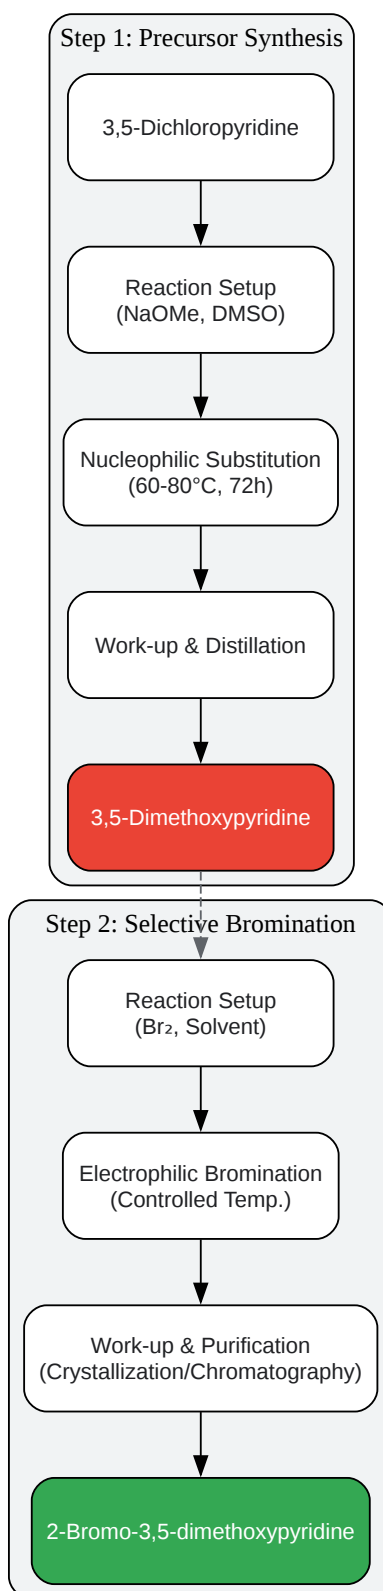 Step 1: Precursor Synthesis
3,5-Dichloropyridine
Reaction Setup
(NaOMe, DMSO)
Nucleophilic Substitution
(60-80°C, 72h)
Work-up & Distillation
3,5-Dimethoxypyridine
Step 2: Selective Bromination
Reaction Setup
(Br₂, Solvent)
Electrophilic Bromination
(Controlled Temp.)
Work-up & Purification
(Crystallization/Chromatography)
2-Bromo-3,5-dimethoxypyridine